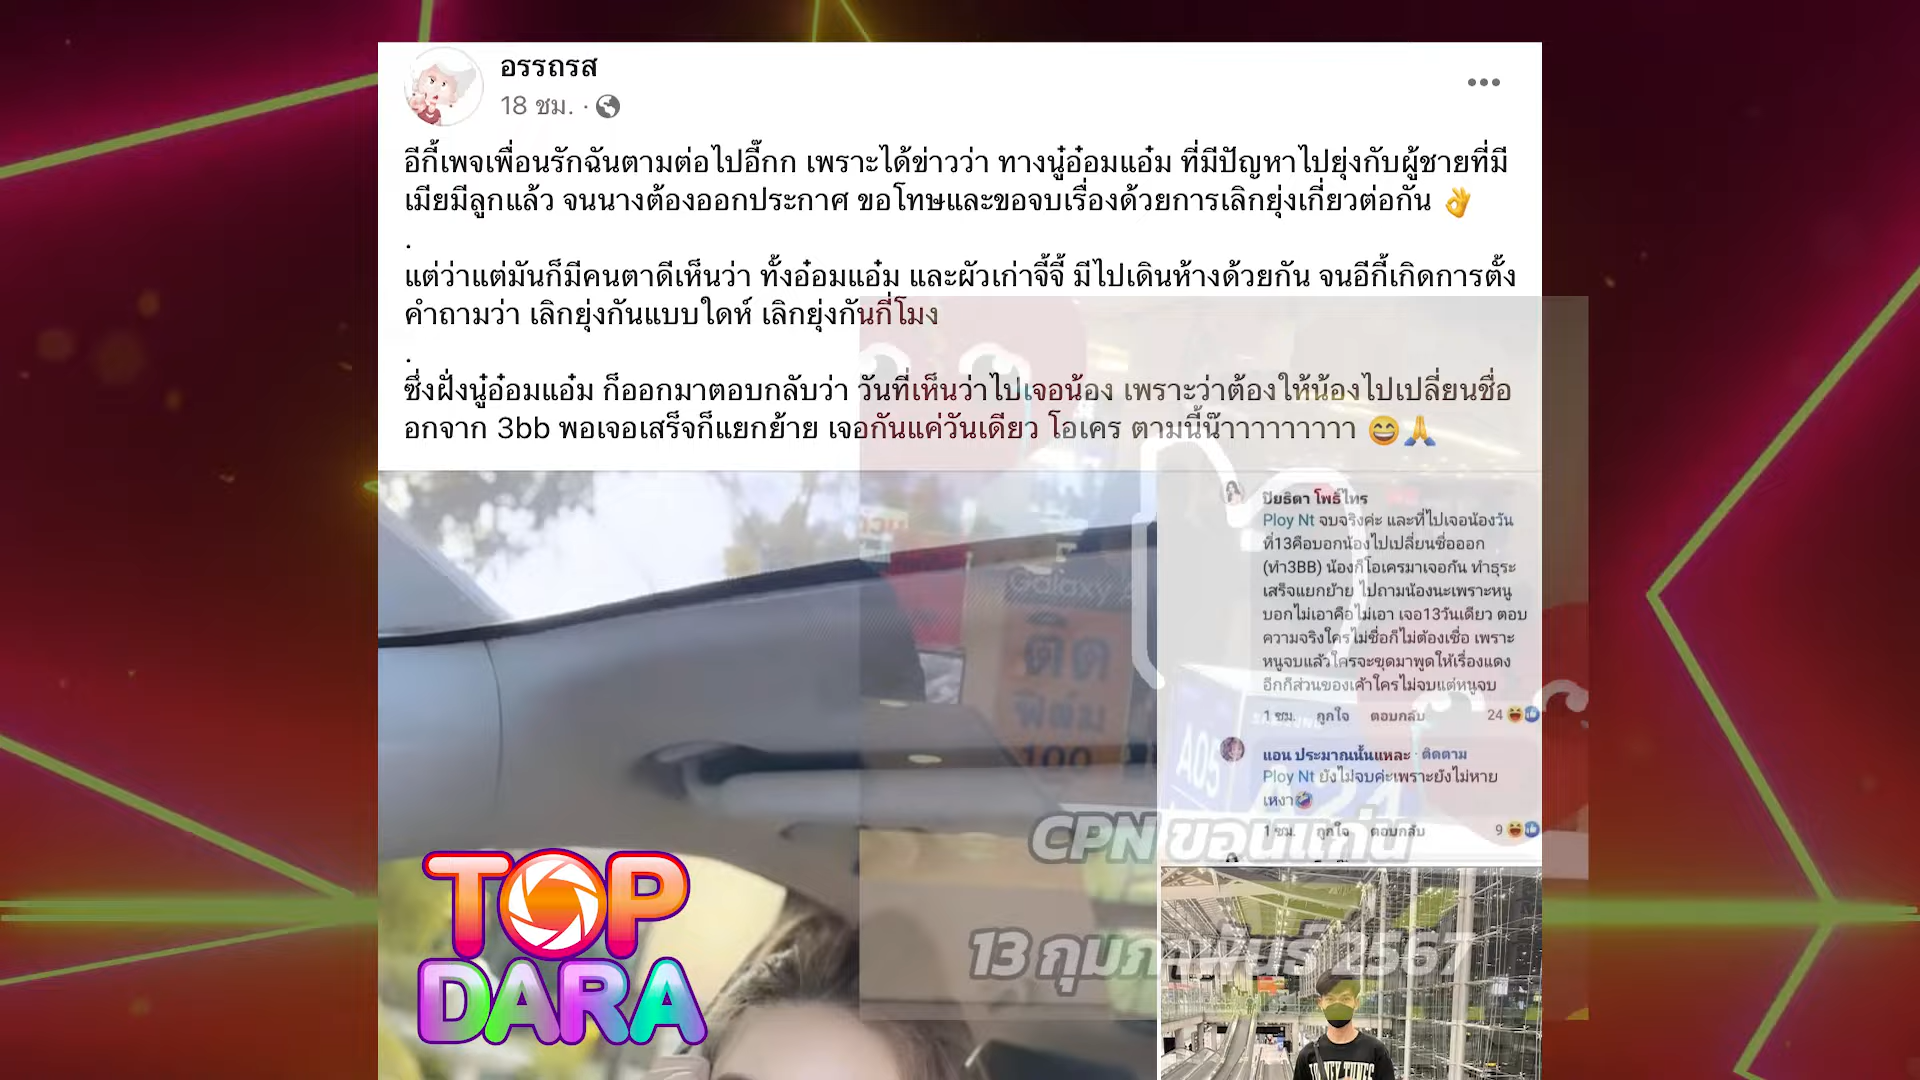 อรรถรส
18 ชม. ·
อีกี้เพจเพื่อนรักฉันตามต่อไปอี๊กก เพราะได้ข่าวว่า ทางนู๋อ๋อมแอ๋ม ที่มีปัญหาไปยุ่งกับผู้ชายที่มี
เมียมีลูกแล้ว จนนางต้องออกประกาศ ขอโทษและขอจบเรื่องด้วยการเลิกยุ่งเกี่ยวต่อกัน 👌
.
แต่ว่าแต่มันก็มีคนตาดีเห็นว่า ทั้งอ๋อมแอ๋ม และผัวเก่าจี้จี้ มีไปเดินห้างด้วยกัน จนอีกี้เกิดการตั้ง
คำถามว่า เลิกยุ่งกันแบบใดห์ เลิกยุ่งกันกี่โมง
.
ซึ่งฝั่งนู๋อ๋อมแอ๋ม ก็ออกมาตอบกลับว่า วันที่เห็นว่าไปเจอน้อง เพราะว่าต้องให้น้องไปเปลี่ยนชื่อ
อกจาก 3bb พอเจอเสร็จก็แยกย้าย เจอกันแค่วันเดียว โอเคร ตามนี้น๊าาาาาาาาา 😄🙏
ปิยธิดา โพธิ์ไทร
Ploy Nt จบจริงค่ะ และที่ไปเจอน้องวัน
ที่13คือบอกน้องไปเปลี่ยนชื่อออก
(ทำ3BB) น้องก็โอเครมาเจอกัน ทำธุระ
เสร็จแยกย้าย ไปถามน้องนะเพราะหนู
บอกไม่เอาคือไม่เอา เจอ13วันเดียว ตอบ
ความจริงใครไม่ชื่อก็ไม่ต้องเชื่อ เพราะ
หนูจบแล้วใครจะขุดมาพูดให้เรื่องแดง
อีกก็ส่วนของเค้าใครไม่จบแต่หนูจบ
1 ชม. ถูกใจ ตอบกลับ 24
แอน ประมาณนั้นแหละ · ติดตาม
Ploy Nt ยังไม่จบค่ะเพราะยังไม่หาย
เหงา🤣
1 ชม. ถูกใจ ตอบกลับ 9
Galaxy
ติด
ฟิล์ม
100
A05
A24
CPN ขอนแก่น
13 กุมภาพันธ์ 2567
TOP
DARA